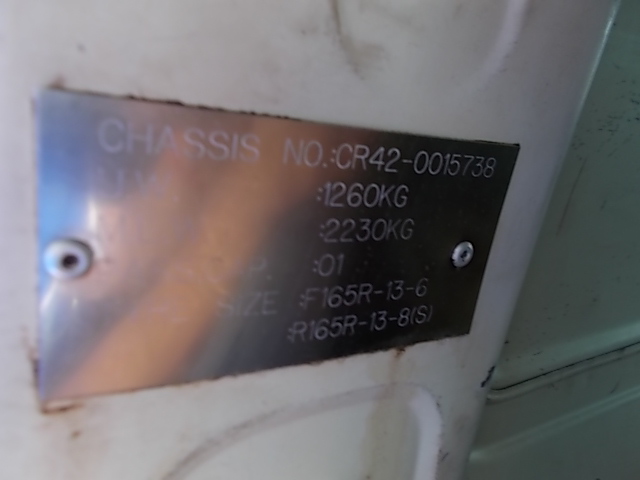 CHASSIS NO.:CR42-0015738
U.W. :1260KG
:2230KG
P. :01
SIZE :F165R-13-6
:R165R-13-8(S)